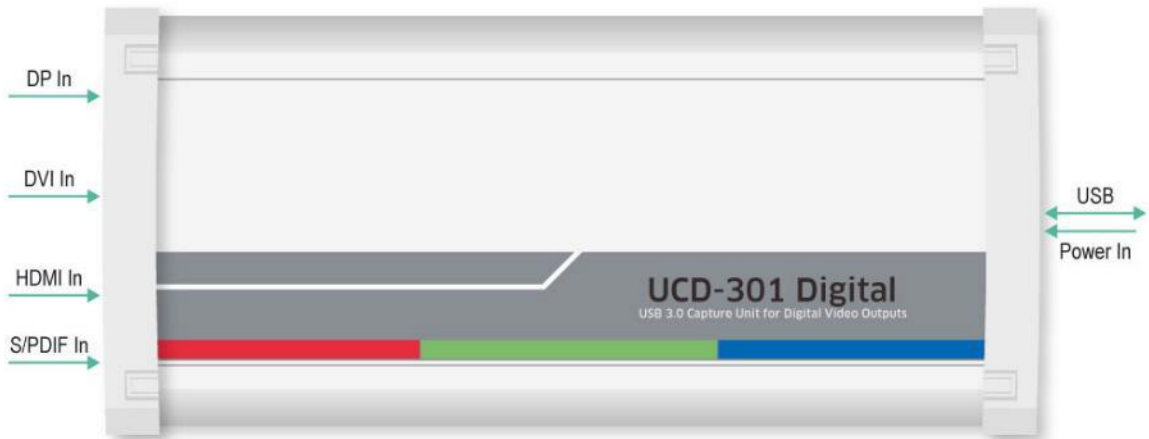 DP In
DVI In
HDMI In
S/PDIF In
UCD-301 Digital
USB 3.0 Capture Unit for Digital Video Outputs
USB
Power In